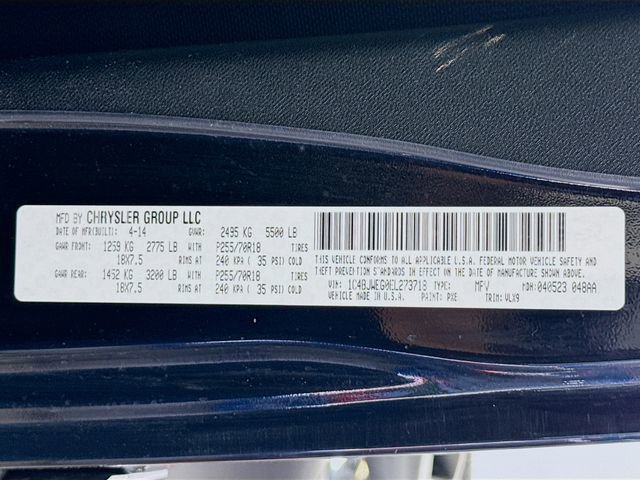 MFD BY CHRYSLER GROUP LLC
DATE OF MFR(BUILT): 4-14 GVWR: 2495 KG 5500 LB
GAWR FRONT: 1259 KG 2775 LB WITH P255/70R18 TIRES
18X7.5 RIMS AT 240 KPA ( 35 PSI) COLD
GAWR REAR: 1452 KG 3200 LB WITH P255/70R18 TIRES
18X7.5 RIMS AT 240 KPA ( 35 PSI) COLD
THIS VEHICLE CONFORMS TO ALL APPLICABLE U.S.A. FEDERAL MOTOR VEHICLE SAFETY, BUMPER AND
THEFT PREVENTION STANDARDS IN EFFECT ON THE DATE OF MANUFACTURE SHOWN ABOVE.
VIN: 1C4BJWEG0EL273718 TYPE: MPV MDH: 040523 048AA
MADE IN U.S.A. PAINT: PXE TRIM: VLX9